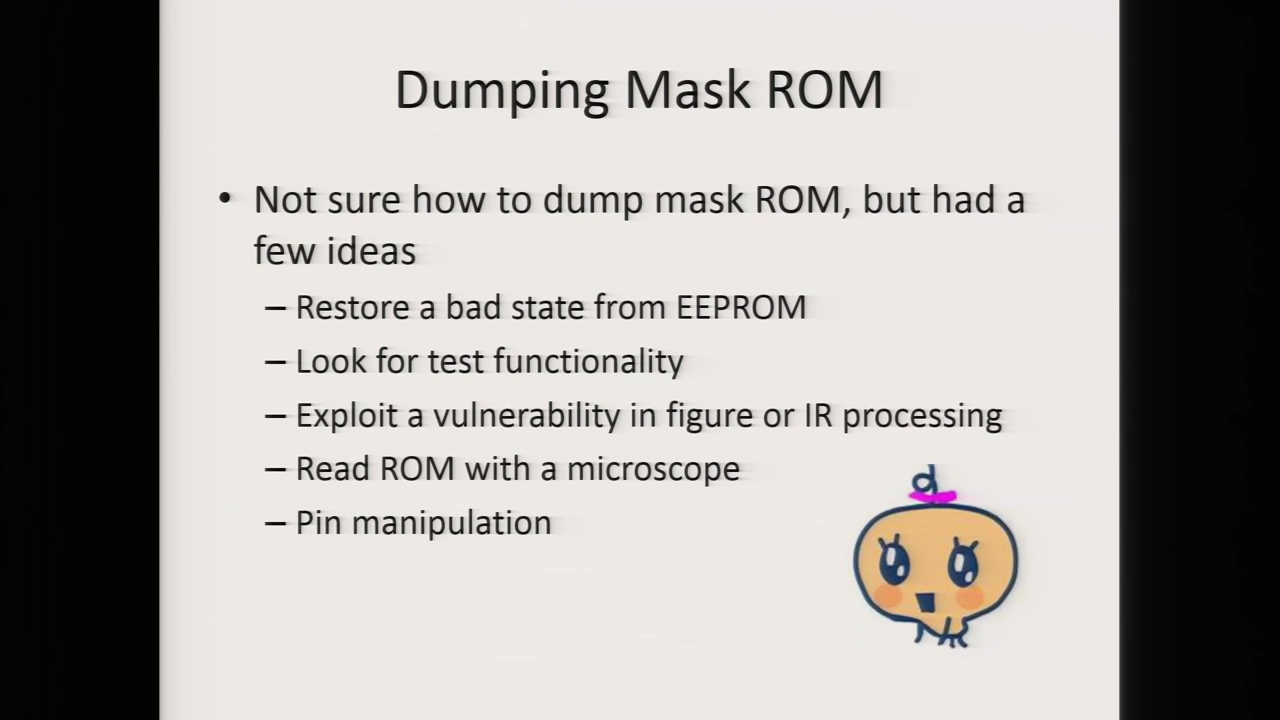 Dumping Mask ROM
• Not sure how to dump mask ROM, but had a
few ideas
– Restore a bad state from EEPROM
– Look for test functionality
– Exploit a vulnerability in figure or IR processing
– Read ROM with a microscope
– Pin manipulation